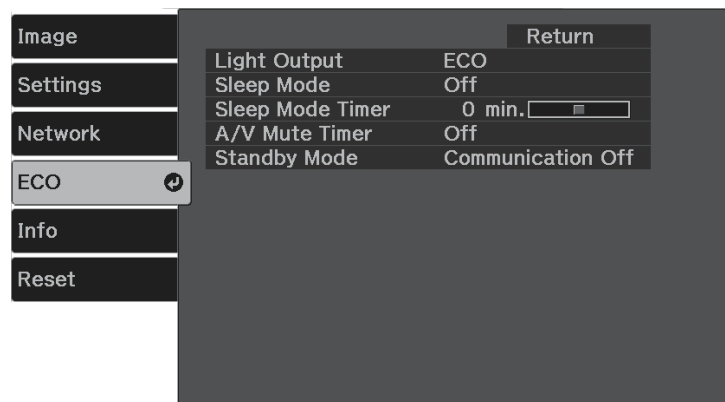 Image
Settings
Network
ECO
Info
Reset
Return
Light Output ECO
Sleep Mode Off
Sleep Mode Timer 0 min.
A/V Mute Timer Off
Standby Mode Communication Off